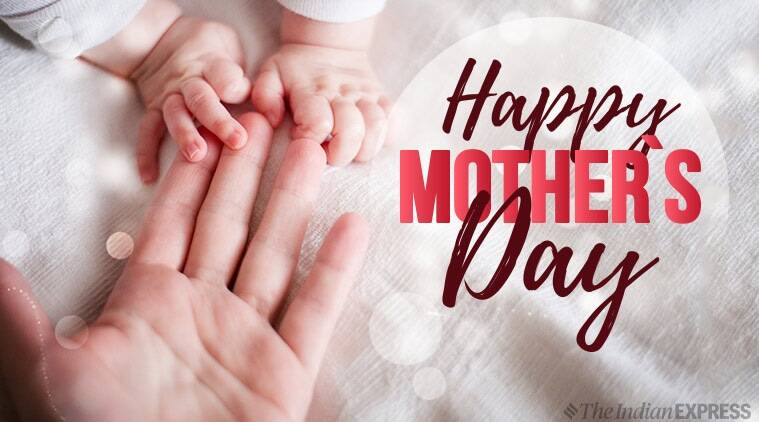 Happy
MOTHER`S
Day
The Indian EXPRESS